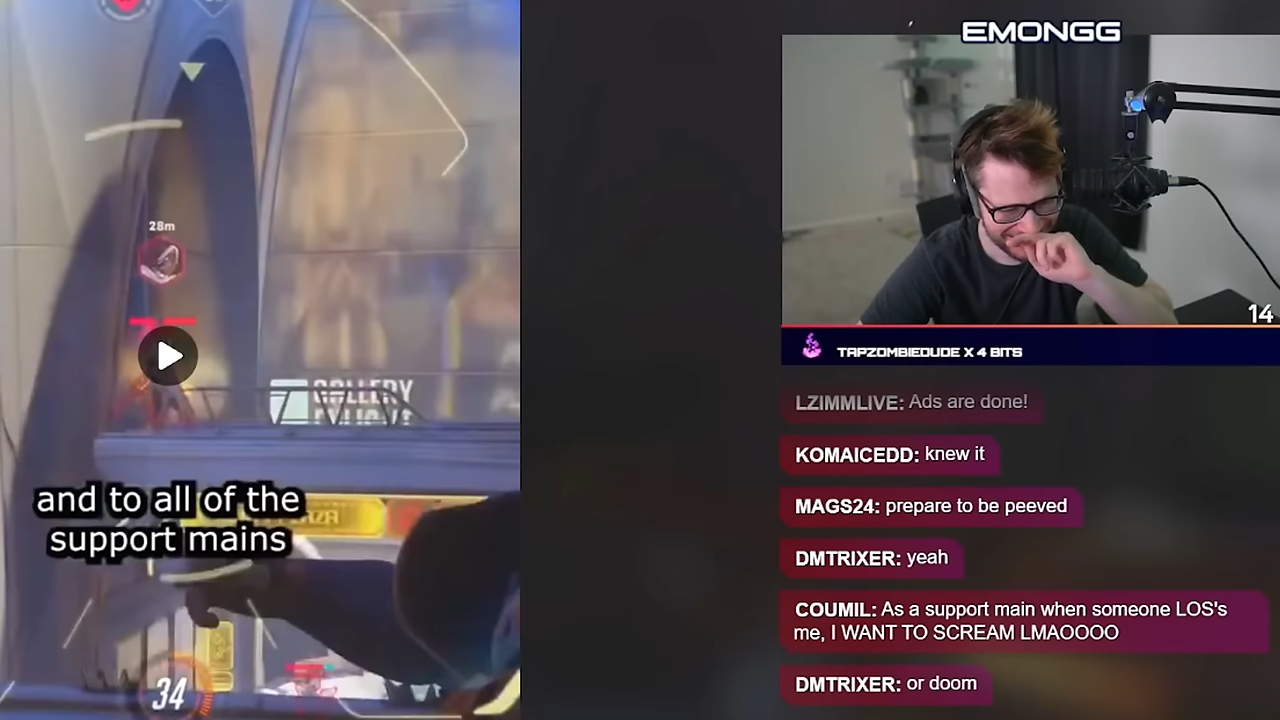 EMONGG
28m
14
TAPZOMBIEDUDE X 4 BITS
GALLERY
LZIMMLIVE: Ads are done!
KOMAICEDD: knew it
and to all of the
support mains
MAGS24: prepare to be peeved
DMTRIXER: yeah
COUMIL: As a support main when someone LOS's
me, I WANT TO SCREAM LMAOOOO
DMTRIXER: or doom
34